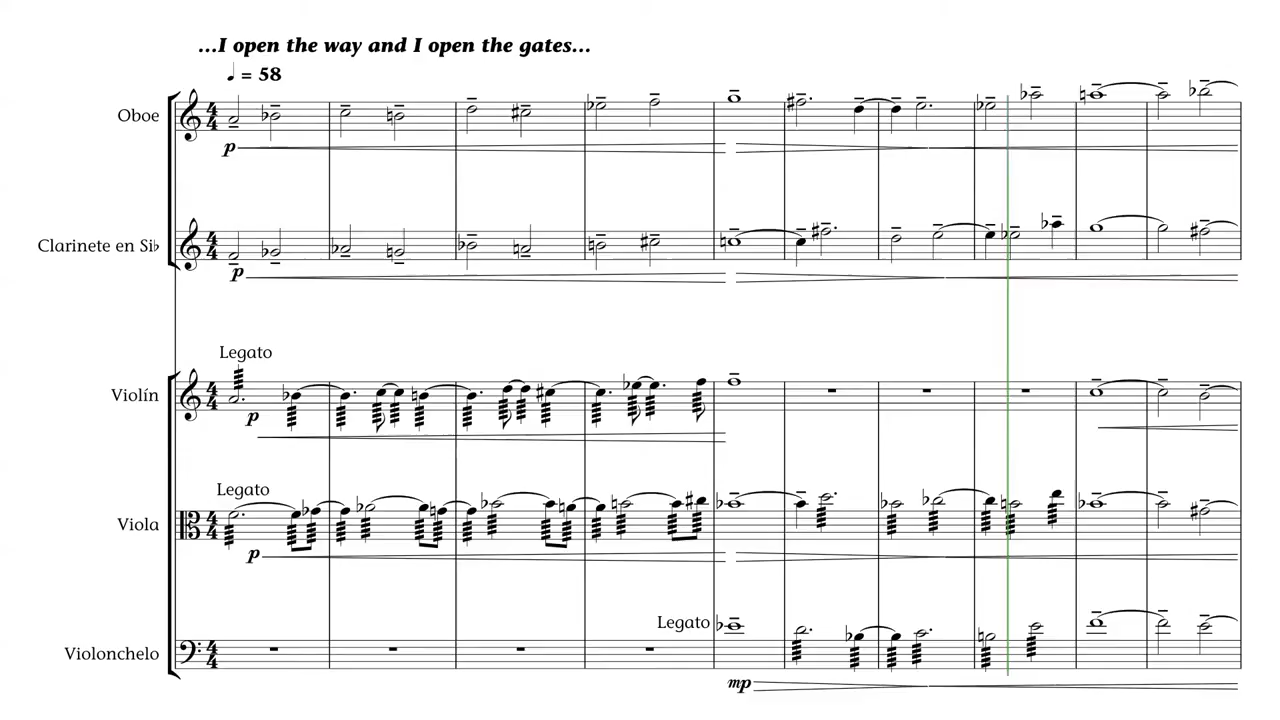 ...I open the way and I open the gates...
♩ = 58
Oboe
p
Clarinete en Si♭
p
Legato
Violín
p
Legato
Viola
p
Legato
Violonchelo
mp